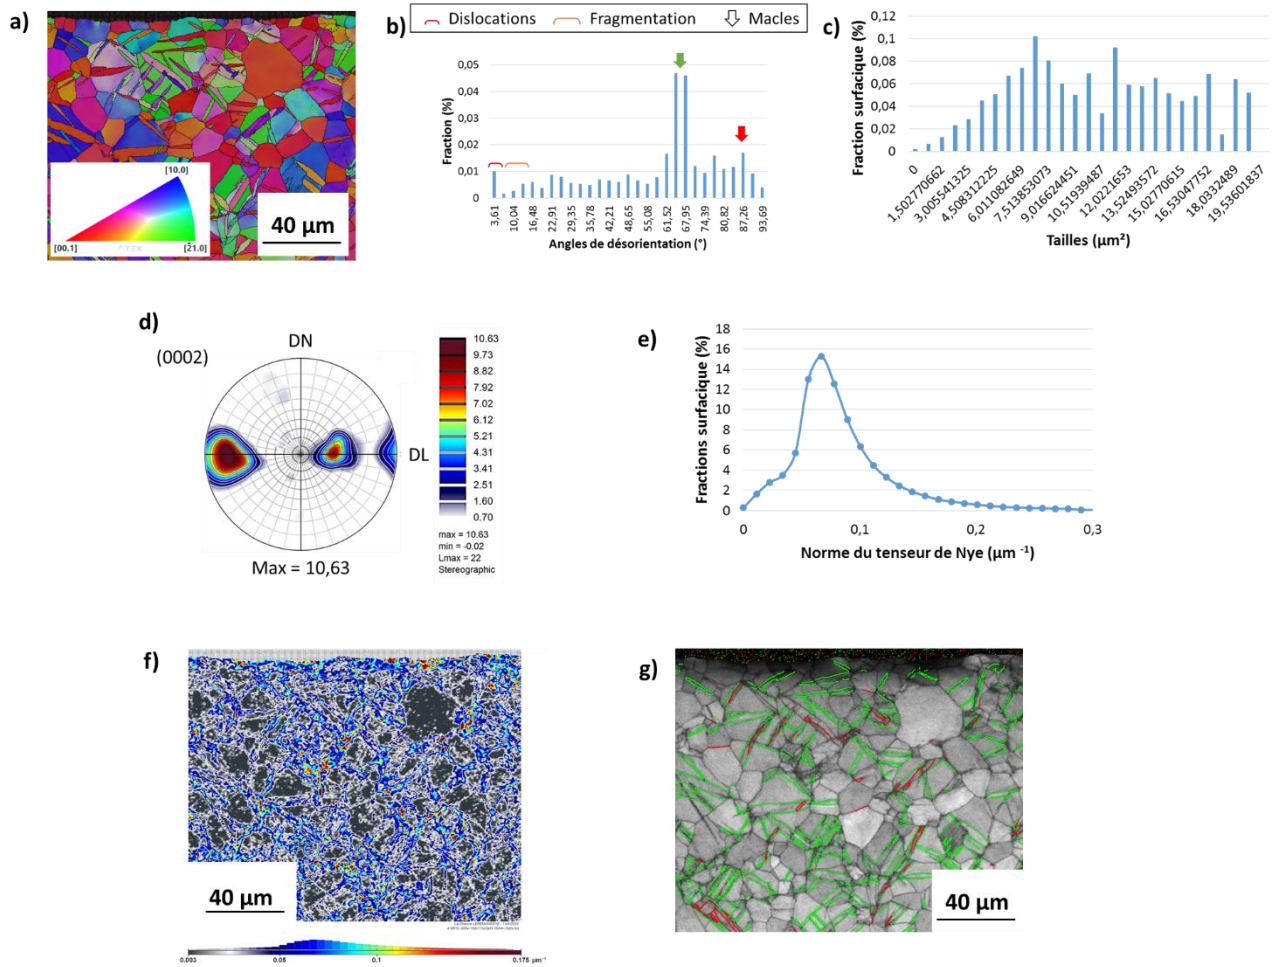 a)
[10.0]
[00.1]
[2̄1.0]
40 µm
b)
Dislocations
Fragmentation
Macles
Fraction (%)
0,05
0,04
0,03
0,02
0,01
0
3,61
10,04
16,48
22,91
29,35
35,78
42,21
48,65
55,08
61,52
67,95
74,39
80,82
87,26
93,69
Angles de désorientation (°)
c)
Fraction surfacique (%)
0,12
0,1
0,08
0,06
0,04
0,02
0
0
1,502770662
3,005541325
4,508312225
6,011082649
7,513853073
9,016624451
10,51939487
12,0221653
13,52493572
15,02770615
16,53047752
18,0332489
19,53601837
Tailles (µm²)
d)
(0002)
DN
DL
Max = 10,63
10.63
9.73
8.82
7.92
7.02
6.12
5.21
4.31
3.41
2.51
1.60
0.70
max = 10.63
min = -0.02
Lmax = 22
Stereographic
e)
Fractions surfacique (%)
18
16
14
12
10
8
6
4
2
0
0
0,1
0,2
0,3
Norme du tenseur de Nye (µm ⁻¹)
f)
40 µm
0.003
0.05
0.1
0.175 µm⁻¹
g)
40 µm